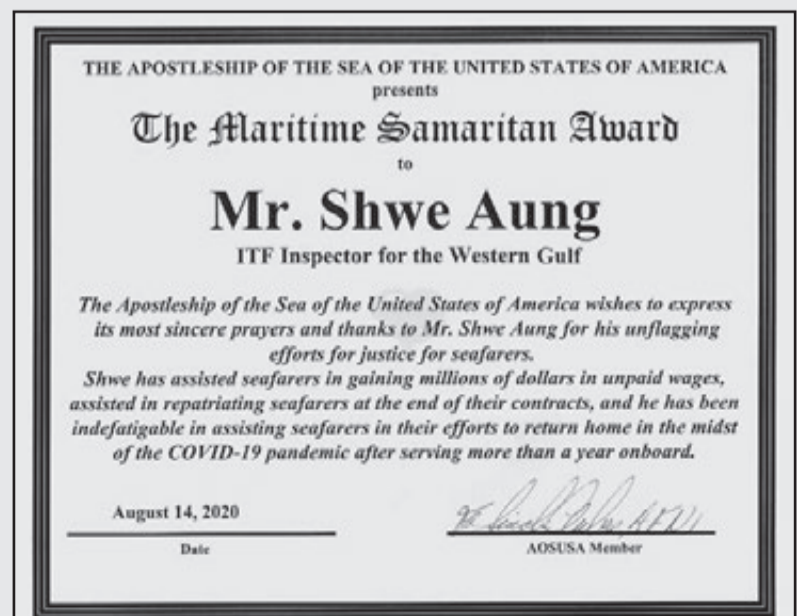 THE APOSTLESHIP OF THE SEA OF THE UNITED STATES OF AMERICA
presents
The Maritime Samaritan Award
to
Mr. Shwe Aung
ITF Inspector for the Western Gulf
The Apostleship of the Sea of the United States of America wishes to express
its most sincere prayers and thanks to Mr. Shwe Aung for his unflagging
efforts for justice for seafarers.
Shwe has assisted seafarers in gaining millions of dollars in unpaid wages,
assisted in repatriating seafarers at the end of their contracts, and he has been
indefatigable in assisting seafarers in their efforts to return home in the midst
of the COVID-19 pandemic after serving more than a year onboard.
August 14, 2020
Date
AOSUSA Member